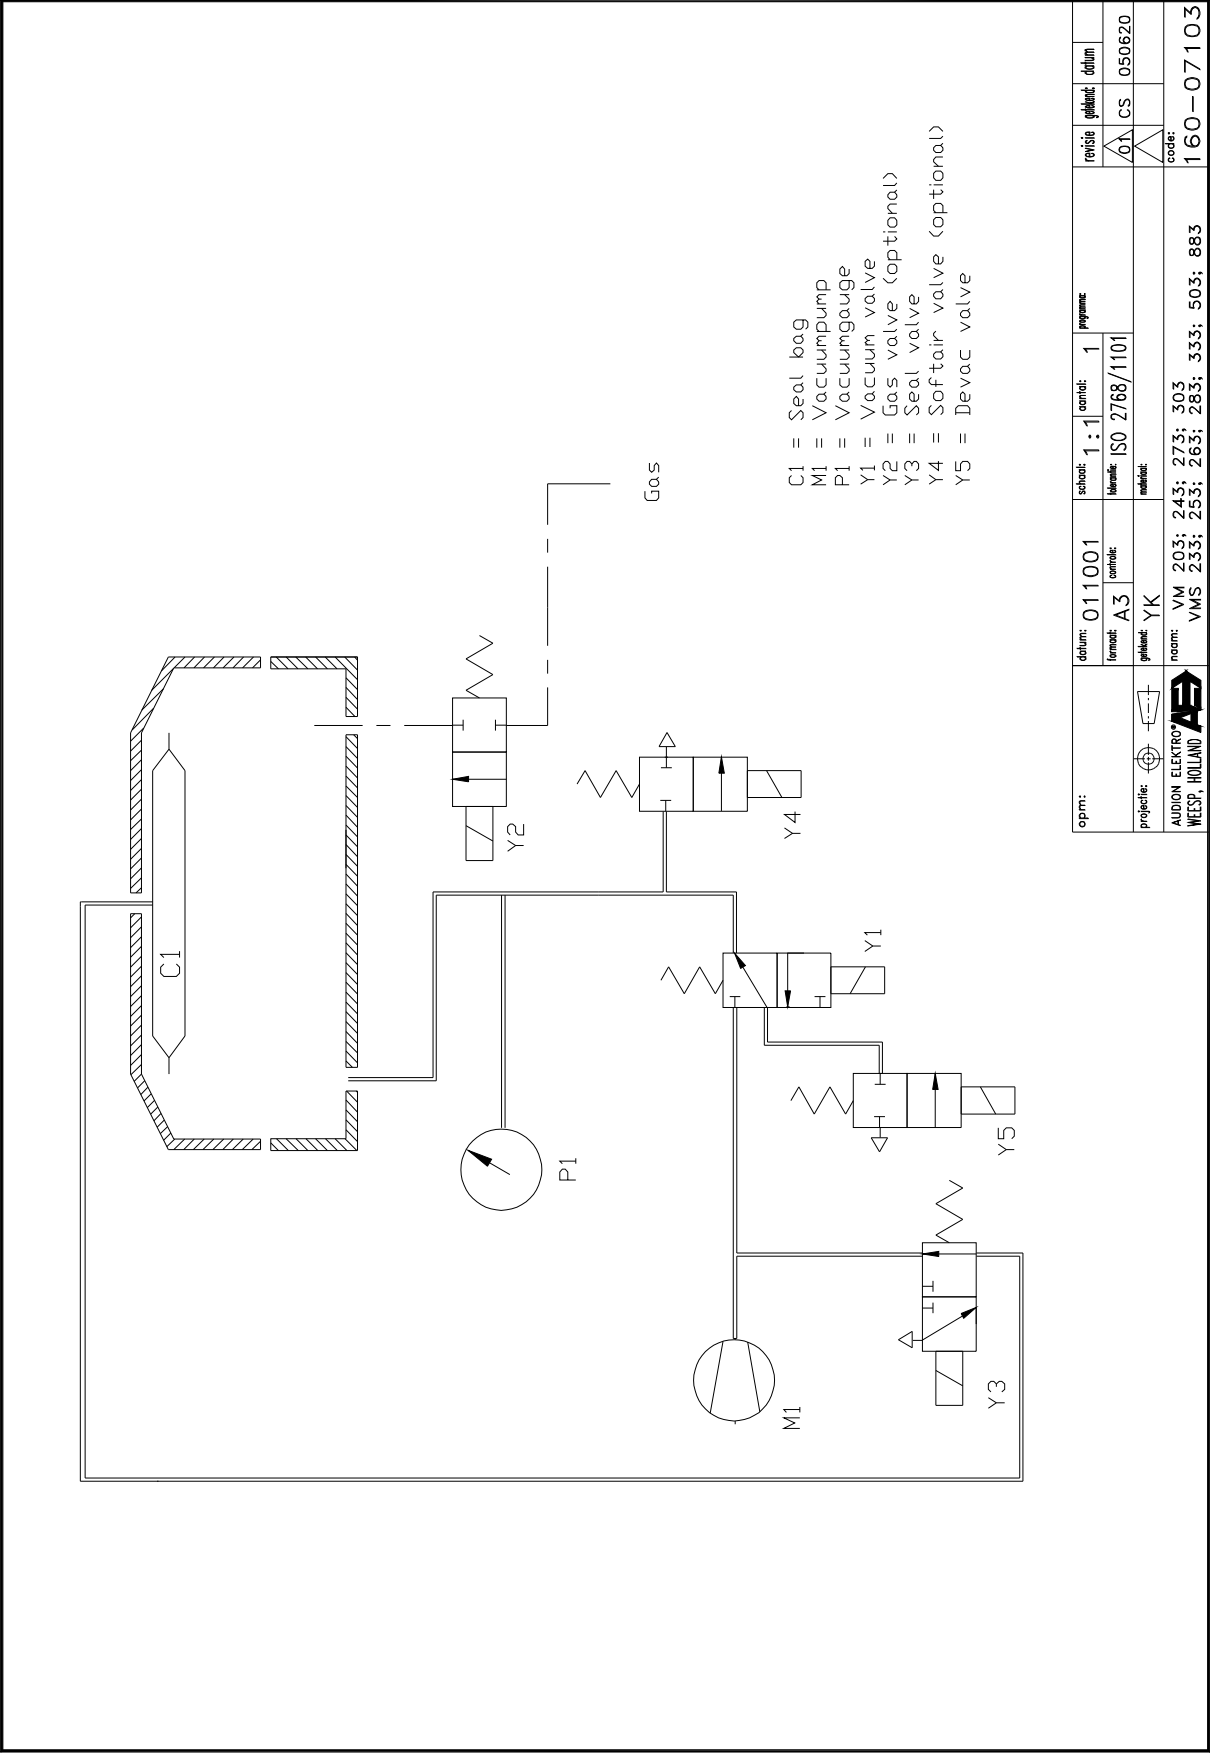 C1
Y2
Gas
Y4
P1
Y1
Y5
M1
Y3
C1 = Seal bag
M1 = Vacuumpump
P1 = Vacuumgauge
Y1 = Vacuum valve
Y2 = Gas valve (optional)
Y3 = Seal valve
Y4 = Softair valve (optional)
Y5 = Devac valve
opm:
datum: 011001
schaal: 1:1
aantal: 1
programma:
revisie
getekend:
datum
formaat: A3
controle:
tolerantie: ISO 2768/1101
01
CS
050620
projectie:
getekend: YK
materiaal:
AUDION ELEKTRO®
WEESP, HOLLAND
AE
naam: VM 203; 243; 273; 303
VMS 233; 253; 263; 283; 333; 503; 883
code:
160-07103